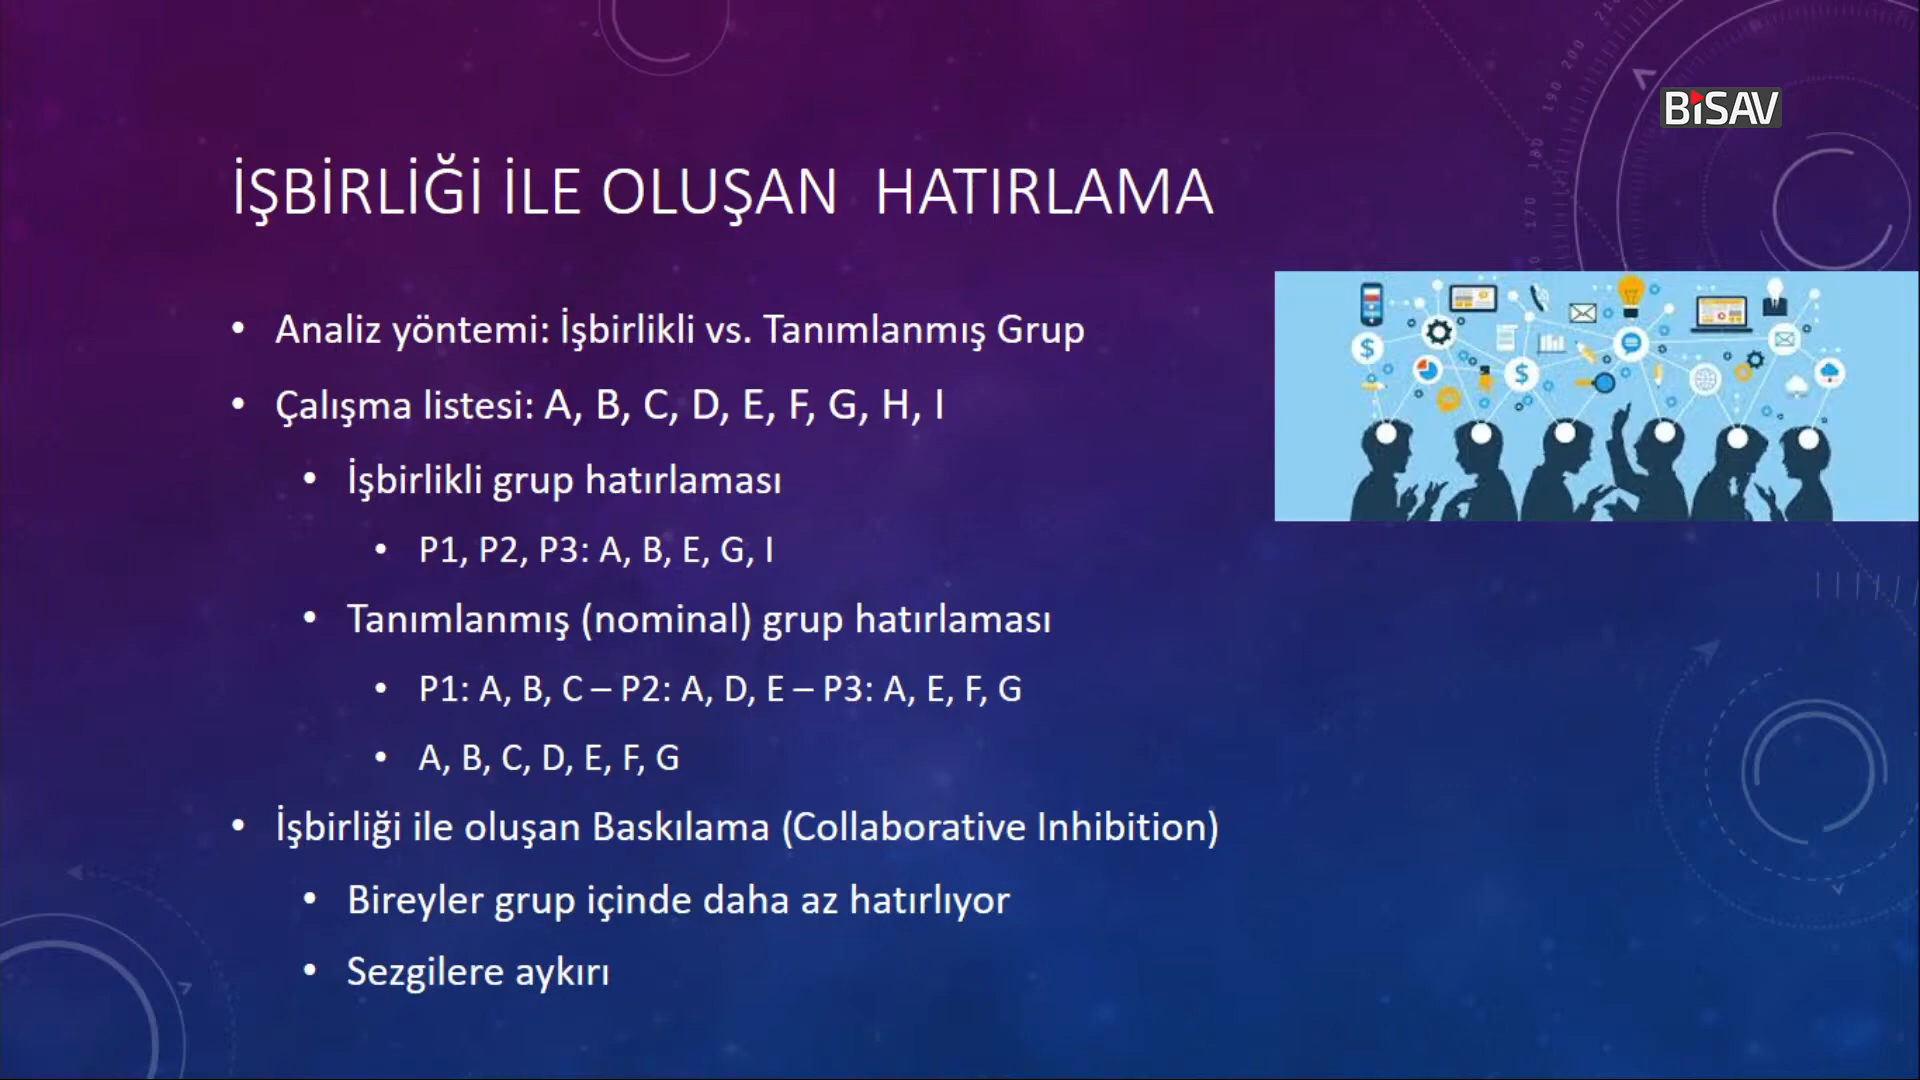 BİSAV
İŞBİRLİĞİ İLE OLUŞAN HATIRLAMA
• Analiz yöntemi: İşbirlikli vs. Tanımlanmış Grup
• Çalışma listesi: A, B, C, D, E, F, G, H, I
• İşbirlikli grup hatırlaması
• P1, P2, P3: A, B, E, G, I
• Tanımlanmış (nominal) grup hatırlaması
• P1: A, B, C – P2: A, D, E – P3: A, E, F, G
• A, B, C, D, E, F, G
• İşbirliği ile oluşan Baskılama (Collaborative Inhibition)
• Bireyler grup içinde daha az hatırlıyor
• Sezgilere aykırı